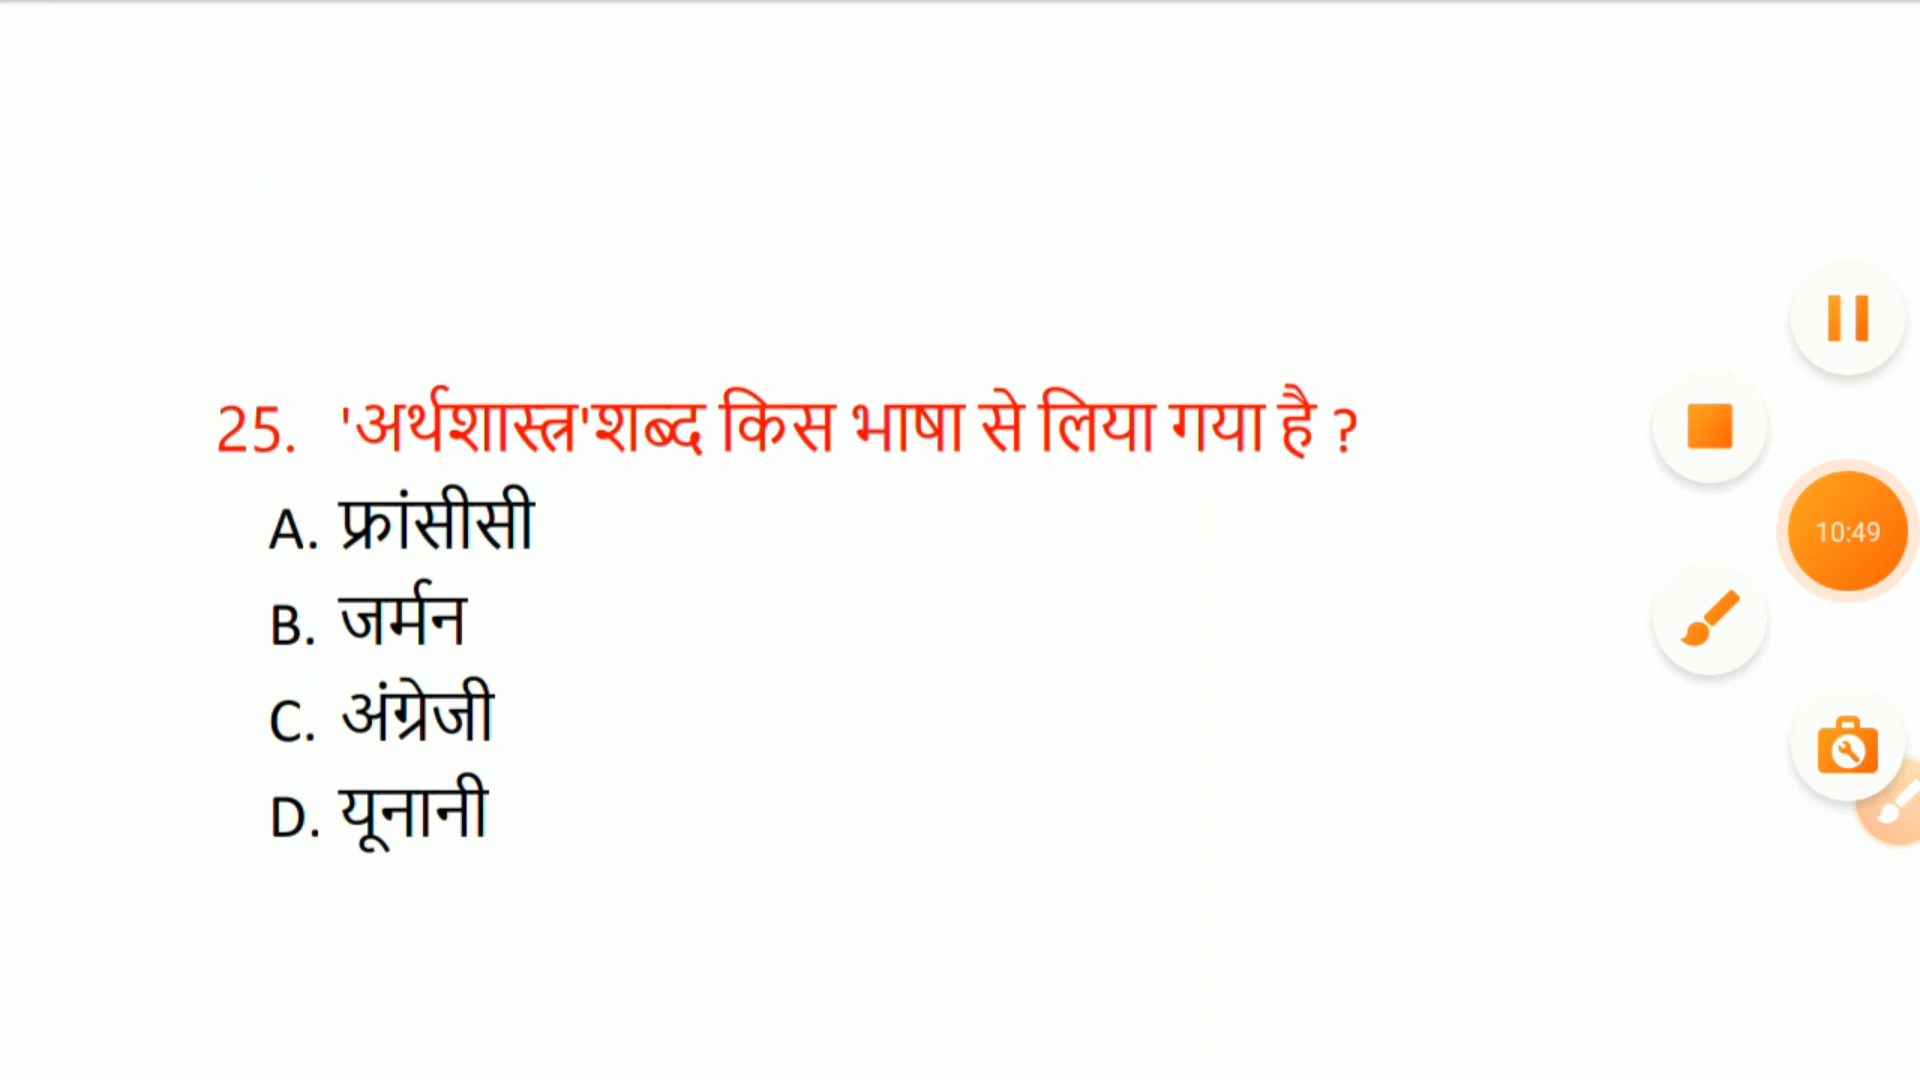 25. 'अर्थशास्त्र'शब्द किस भाषा से लिया गया है ?
A. फ्रांसीसी
B. जर्मन
C. अंग्रेजी
D. यूनानी
10:49